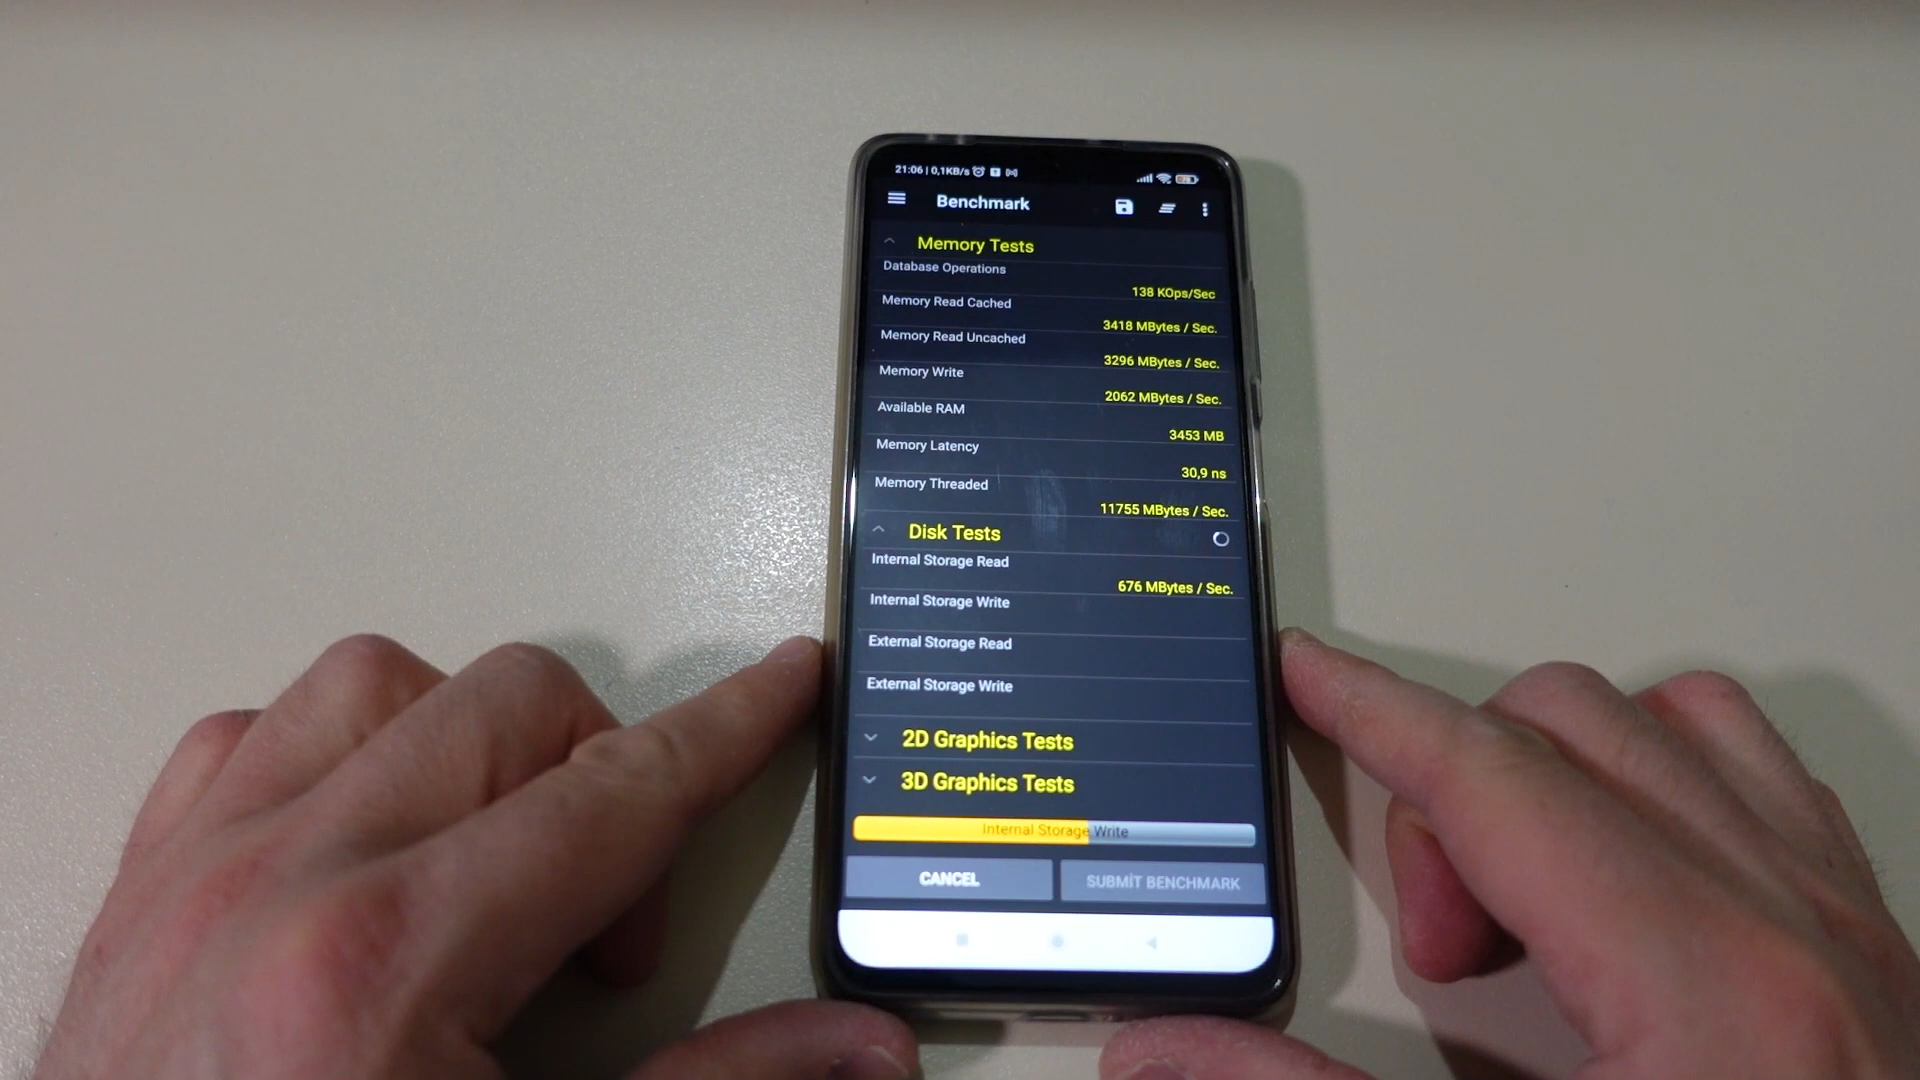 21:06 | 0,1KB/s
Benchmark
Memory Tests
Database Operations
138 KOps/Sec
Memory Read Cached
3418 MBytes / Sec.
Memory Read Uncached
3296 MBytes / Sec.
Memory Write
2062 MBytes / Sec.
Available RAM
3453 MB
Memory Latency
30,9 ns
Memory Threaded
11755 MBytes / Sec.
Disk Tests
Internal Storage Read
676 MBytes / Sec.
Internal Storage Write
External Storage Read
External Storage Write
2D Graphics Tests
3D Graphics Tests
Internal Storage Write
CANCEL
SUBMİT BENCHMARK